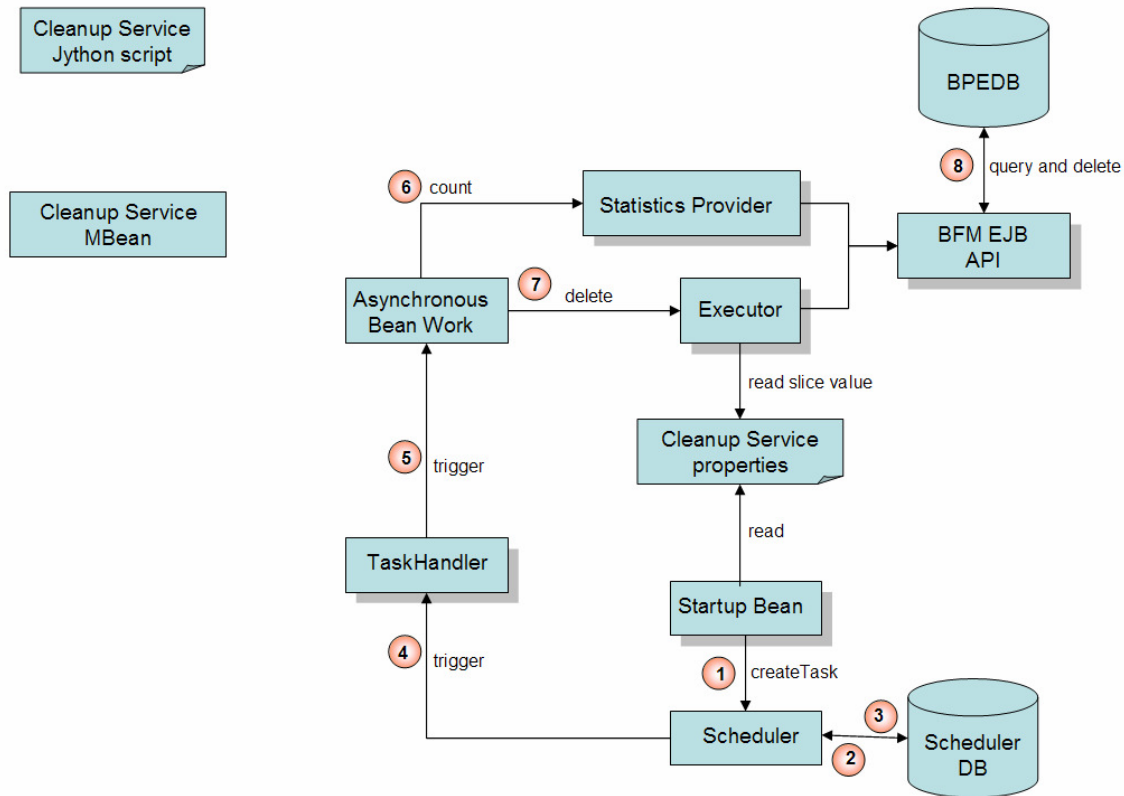 Cleanup Service
Jython script
BPEDB
8
query and delete
6
count
Statistics Provider
Cleanup Service
MBean
BFM EJB
API
7
delete
Asynchronous
Bean Work
Executor
read slice value
Cleanup Service
properties
5
trigger
read
TaskHandler
Startup Bean
4
trigger
1
createTask
3
Scheduler
2
Scheduler
DB